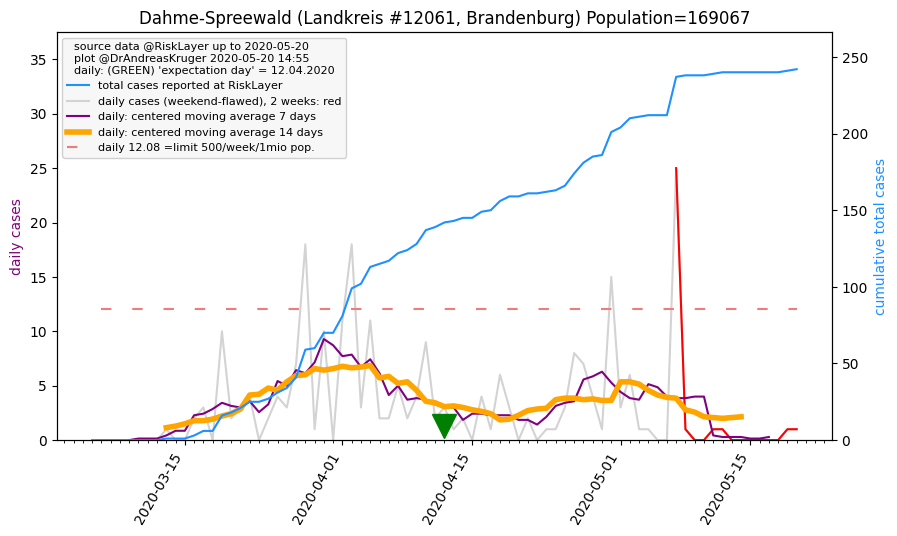 Dahme-Spreewald (Landkreis #12061, Brandenburg) Population=169067
source data @RiskLayer up to 2020-05-20
plot @DrAndreasKruger 2020-05-20 14:55
daily: (GREEN) 'expectation day' = 12.04.2020
total cases reported at RiskLayer
daily cases (weekend-flawed), 2 weeks: red
daily: centered moving average 7 days
daily: centered moving average 14 days
daily 12.08 =limit 500/week/1mio pop.
daily cases
35
30
25
20
15
10
5
0
cumulative total cases
250
200
150
100
50
0
2020-03-15
2020-04-01
2020-04-15
2020-05-01
2020-05-15